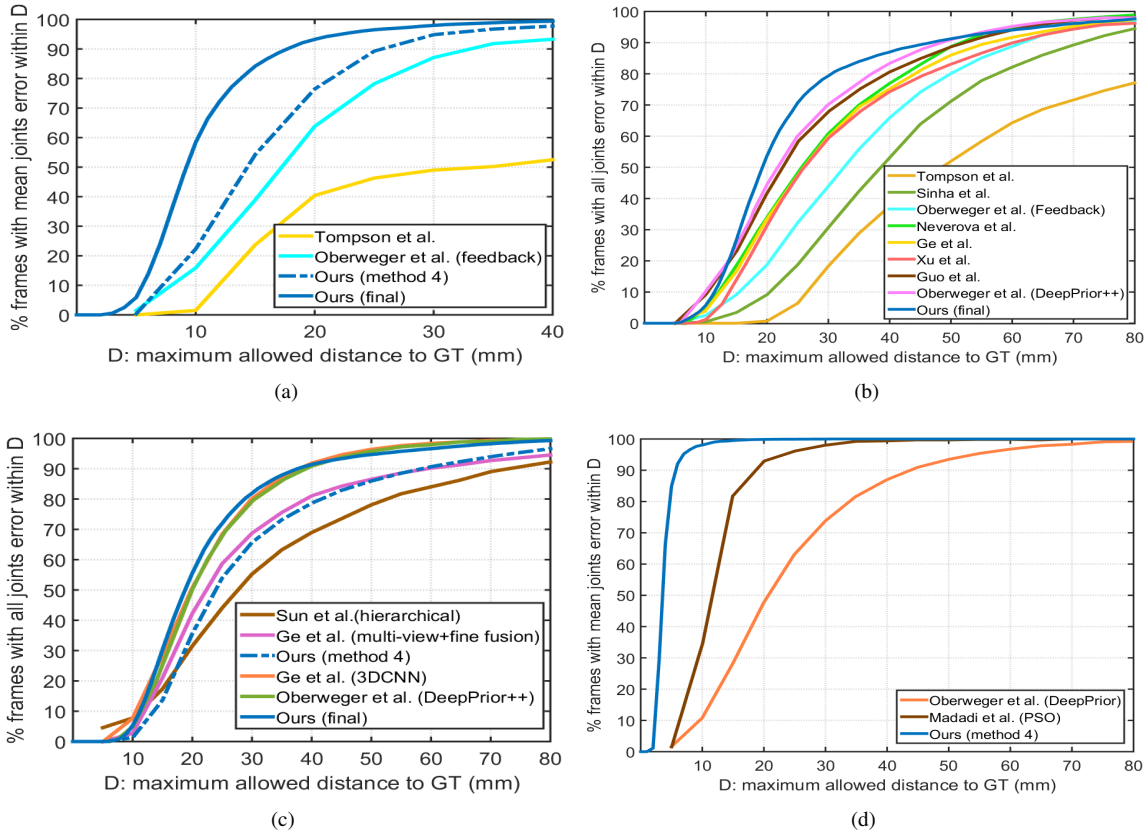 100
90
80
70
60
50
40
30
20
10
0
% frames with mean joints error within D
10
20
30
40
D: maximum allowed distance to GT (mm)
Tompson et al.
Oberweger et al. (feedback)
Ours (method 4)
Ours (final)
(a)
100
90
80
70
60
50
40
30
20
10
0
% frames with all joints error within D
10
20
30
40
50
60
70
80
D: maximum allowed distance to GT (mm)
Tompson et al.
Sinha et al.
Oberweger et al. (Feedback)
Neverova et al.
Ge et al.
Xu et al.
Guo et al.
Oberweger et al. (DeepPrior++)
Ours (final)
(b)
100
90
80
70
60
50
40
30
20
10
0
% frames with all joints error within D
10
20
30
40
50
60
70
80
D: maximum allowed distance to GT (mm)
Sun et al.(hierarchical)
Ge et al. (multi-view+fine fusion)
Ours (method 4)
Ge et al. (3DCNN)
Oberweger et al. (DeepPrior++)
Ours (final)
(c)
100
90
80
70
60
50
40
30
20
10
0
% frames with mean joints error within D
10
20
30
40
50
60
70
80
D: maximum allowed distance to GT (mm)
Oberweger et al. (DeepPrior)
Madadi et al. (PSO)
Ours (method 4)
(d)